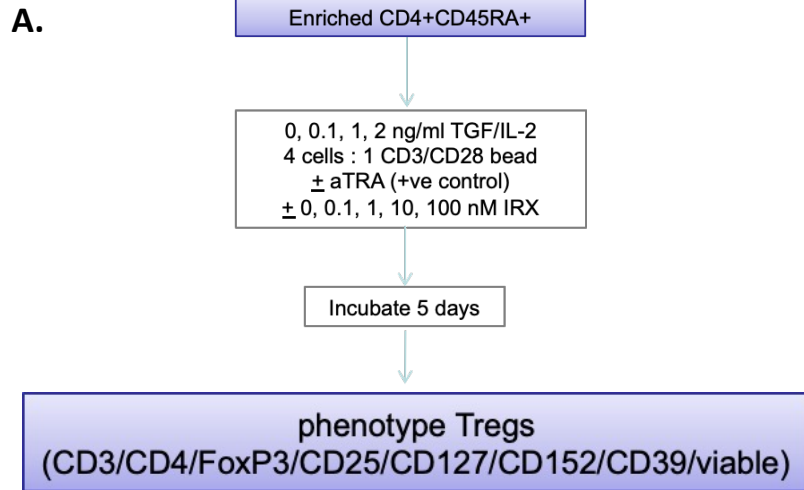 A.
Enriched CD4+CD45RA+
0, 0.1, 1, 2 ng/ml TGF/IL-2
4 cells : 1 CD3/CD28 bead
± aTRA (+ve control)
± 0, 0.1, 1, 10, 100 nM IRX
Incubate 5 days
phenotype Tregs
(CD3/CD4/FoxP3/CD25/CD127/CD152/CD39/viable)